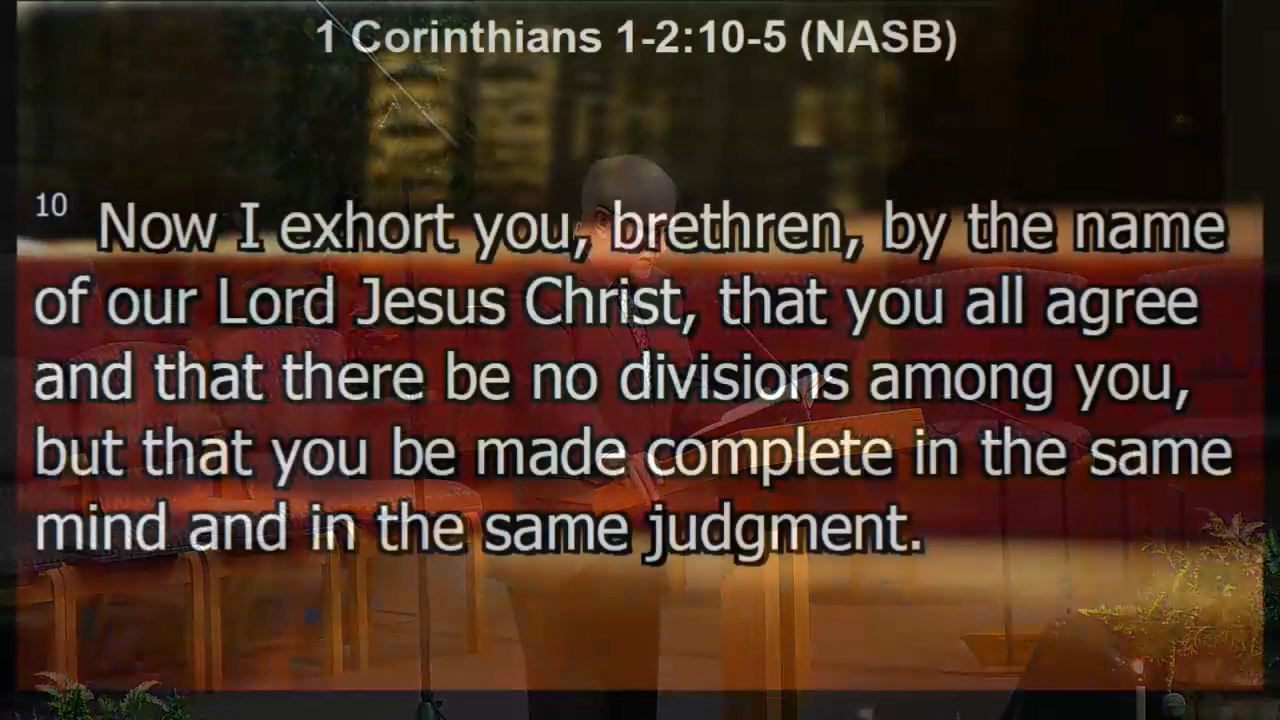 1 Corinthians 1-2:10-5 (NASB)
10 Now I exhort you, brethren, by the name
of our Lord Jesus Christ, that you all agree
and that there be no divisions among you,
but that you be made complete in the same
mind and in the same judgment.